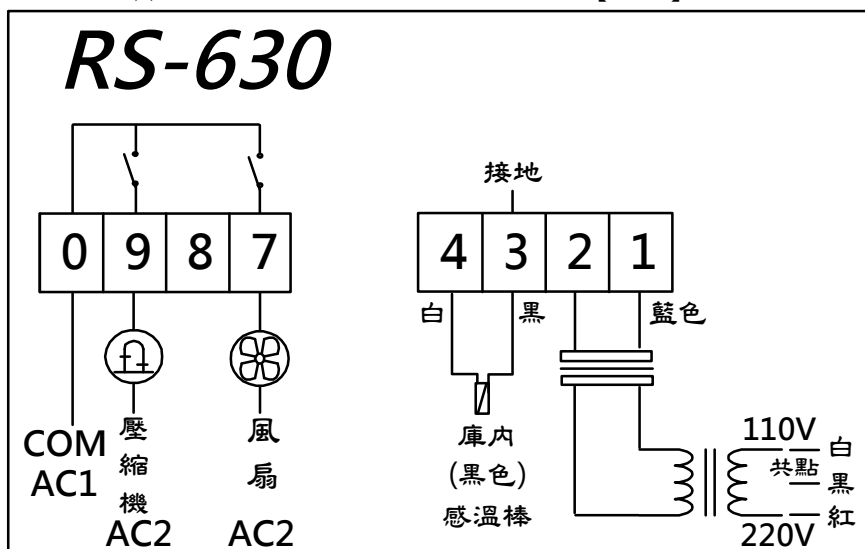 RS-630
接地
0 9 8 7
4 3 2 1
白 黑 藍色
COM
AC1
壓縮機
AC2
風扇
AC2
庫內
(黑色)
感溫棒
110V 白
共點 黑
220V 紅